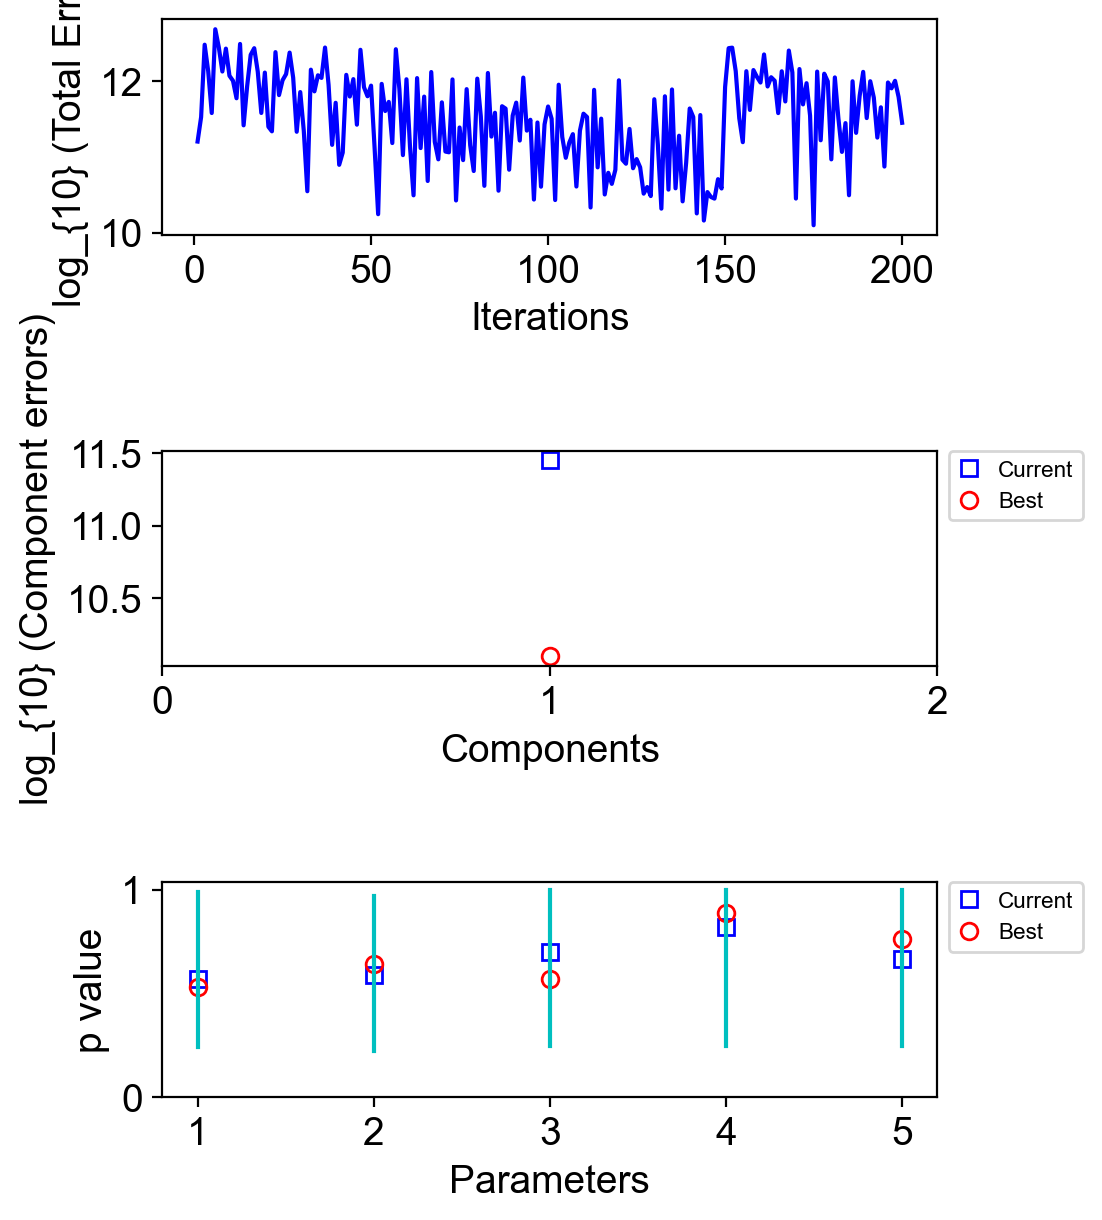 log_{10} (Total Err
12
10
0 50 100 150 200
Iterations
log_{10} (Component errors)
11.5
11.0
10.5
0 1 2
Components
Current
Best
p value
1
0
1 2 3 4 5
Parameters
Current
Best